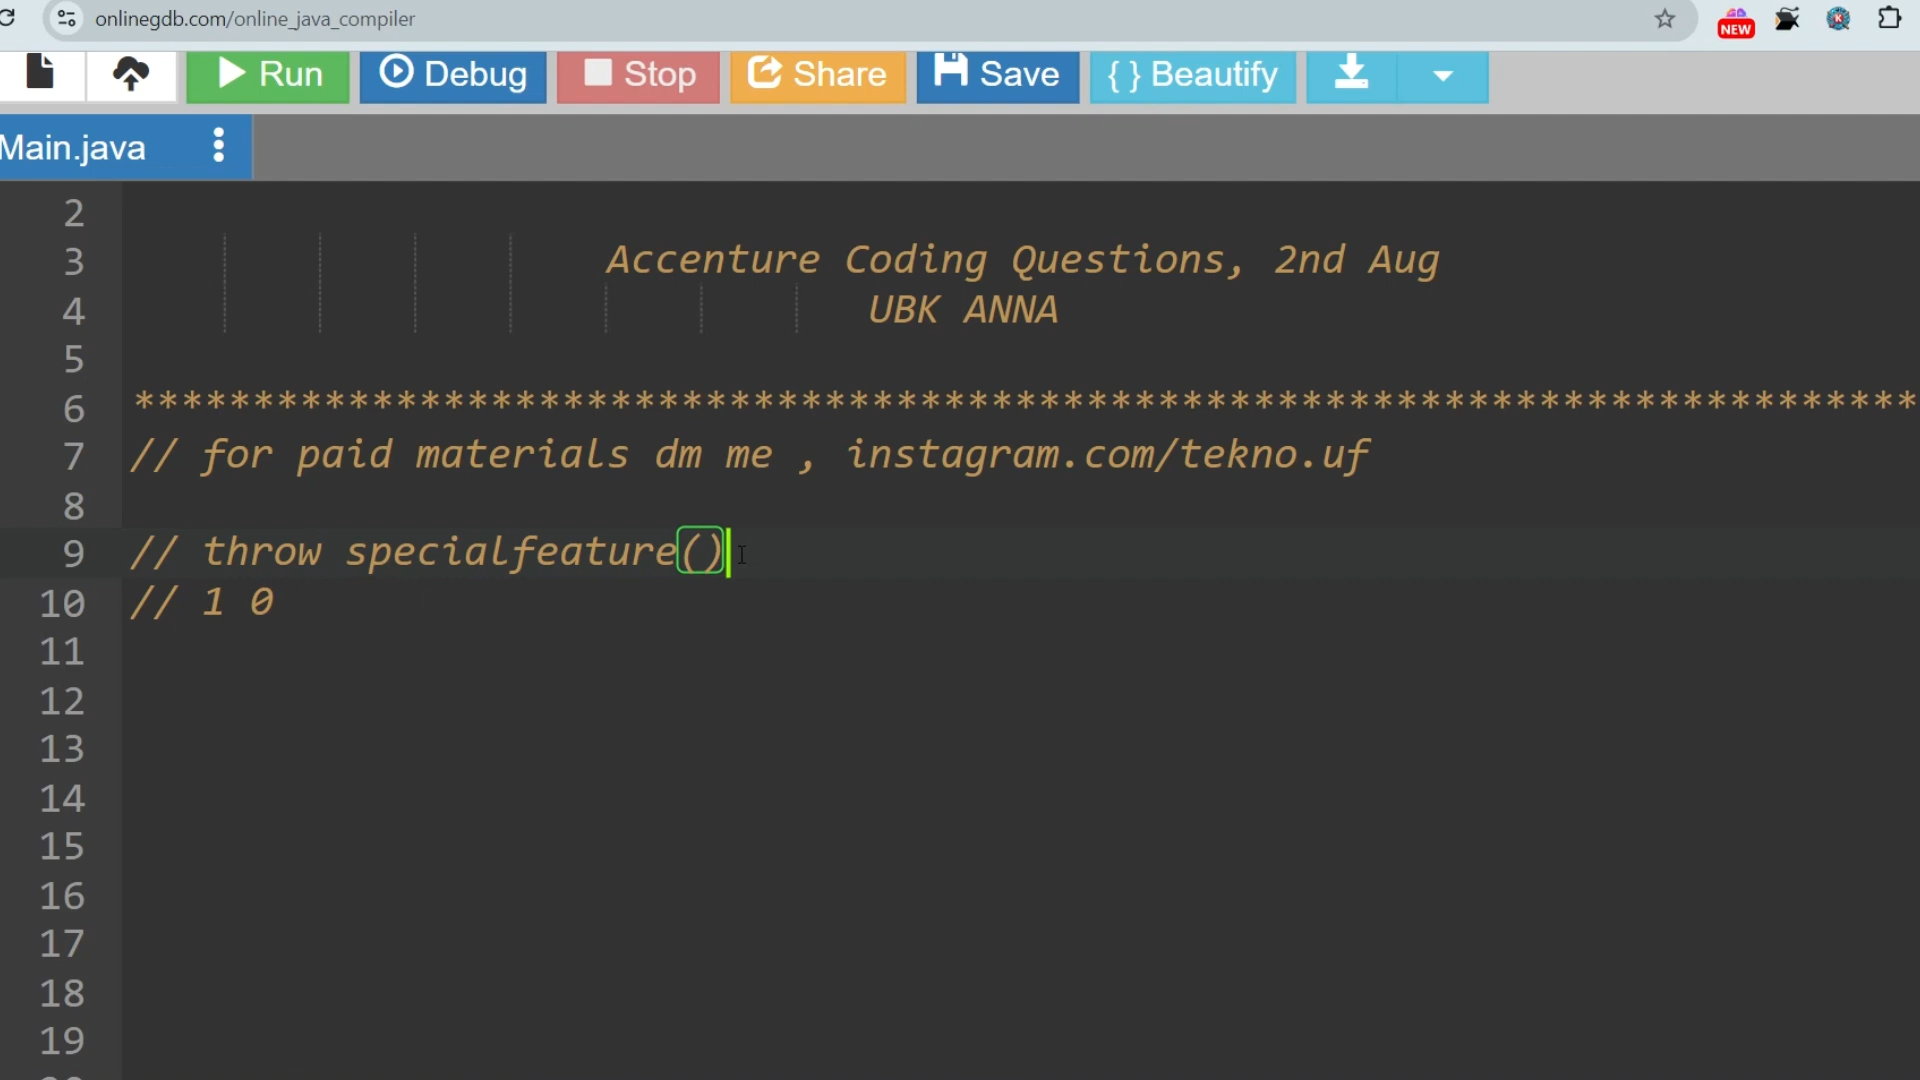 onlinegdb.com/online_java_compiler
NEW
K
Run
Debug
Stop
Share
Save
{ } Beautify
Main.java
2
3 Accenture Coding Questions, 2nd Aug
4 UBK ANNA
5
6 ***************************************************************************
7 // for paid materials dm me , instagram.com/tekno.uf
8
9 // throw specialfeature()
10 // 1 0
11
12
13
14
15
16
17
18
19